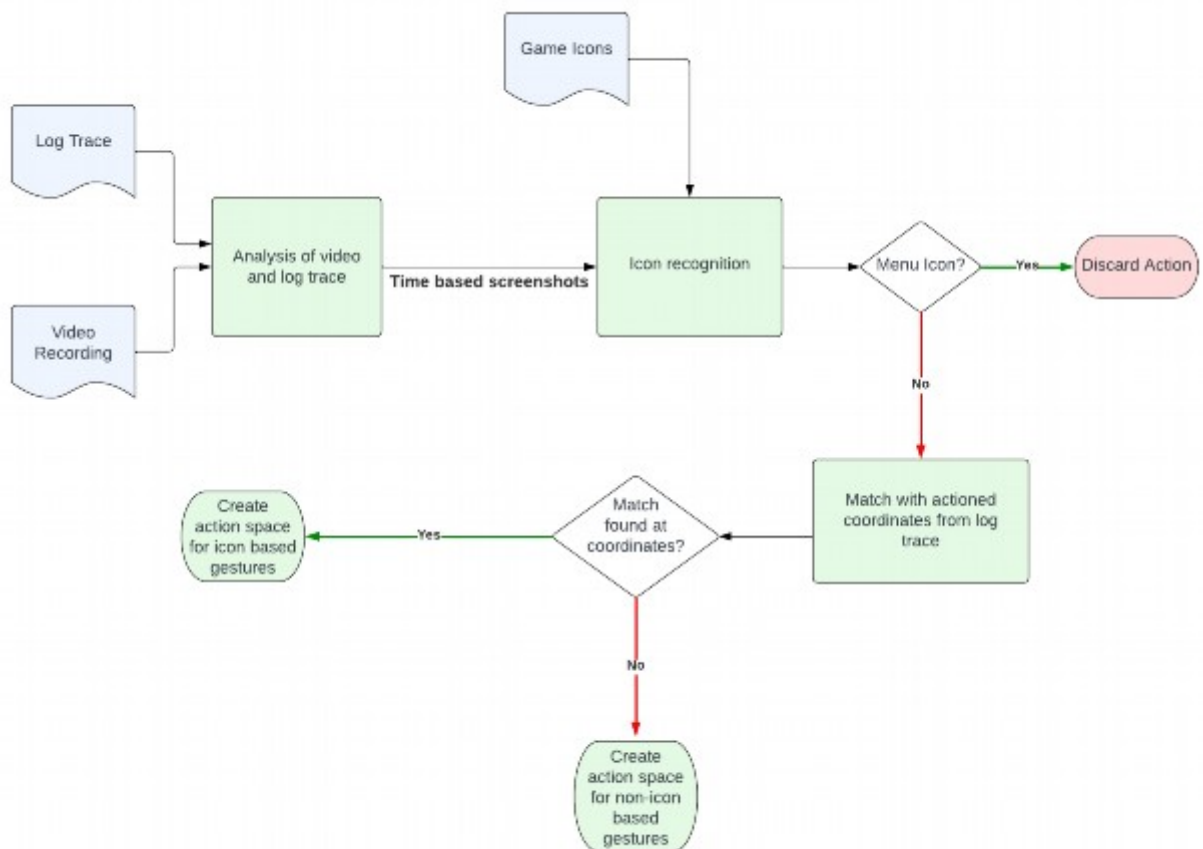 Game Icons
Log Trace
Analysis of video
and log trace
Time based screenshots
Icon recognition
Menu Icon?
Yes
Discard Action
Video
Recording
No
Match with actioned
coordinates from log
trace
Match
found at
coordinates?
Yes
Create
action space
for icon based
gestures
No
Create
action space
for non-icon
based
gestures